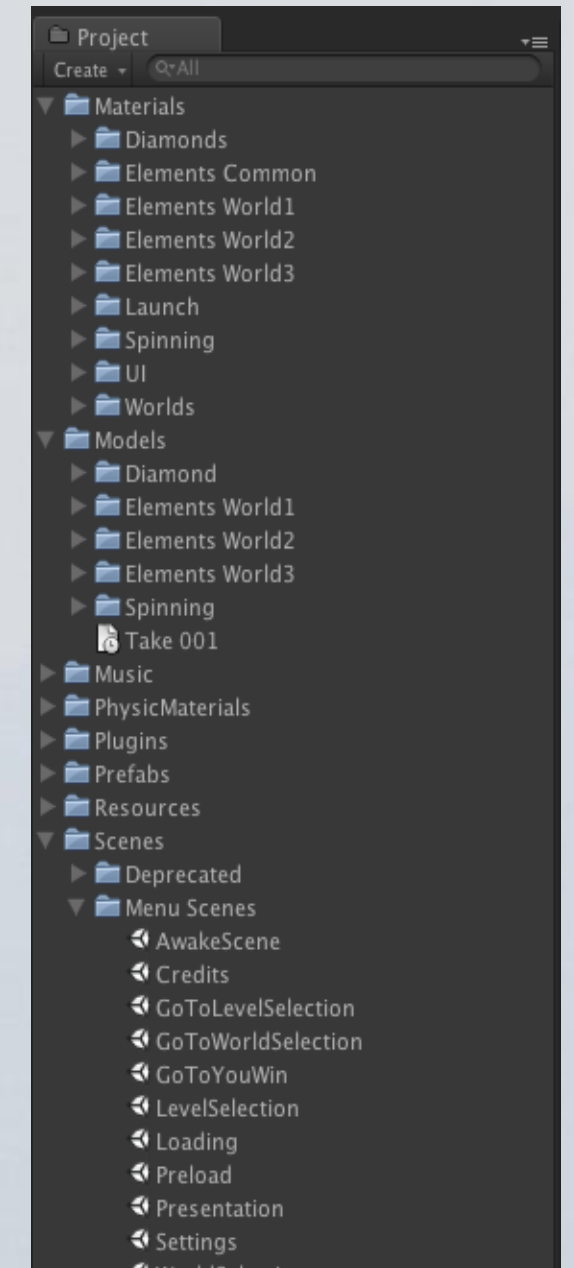 Project
Create All
Materials
Diamonds
Elements Common
Elements World1
Elements World2
Elements World3
Launch
Spinning
UI
Worlds
Models
Diamond
Elements World1
Elements World2
Elements World3
Spinning
Take 001
Music
PhysicMaterials
Plugins
Prefabs
Resources
Scenes
Deprecated
Menu Scenes
AwakeScene
Credits
GoToLevelSelection
GoToWorldSelection
GoToYouWin
LevelSelection
Loading
Preload
Presentation
Settings